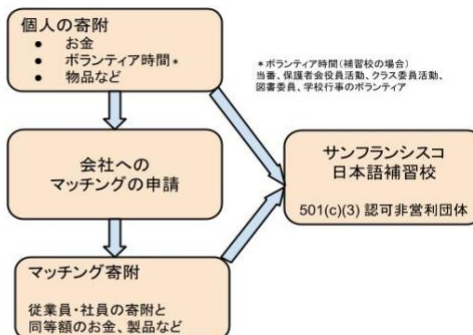 個人の寄附
● お金
● ボランティア時間*
● 物品など
*ボランティア時間(補習校の場合)
当番、保護者会役員活動、クラス委員活動、
図書委員、学校行事のボランティア
会社への
マッチングの申請
サンフランシスコ
日本語補習校
501(c)(3) 認可非営利団体
マッチング寄附
従業員・社員の寄附と
同等額のお金、製品など